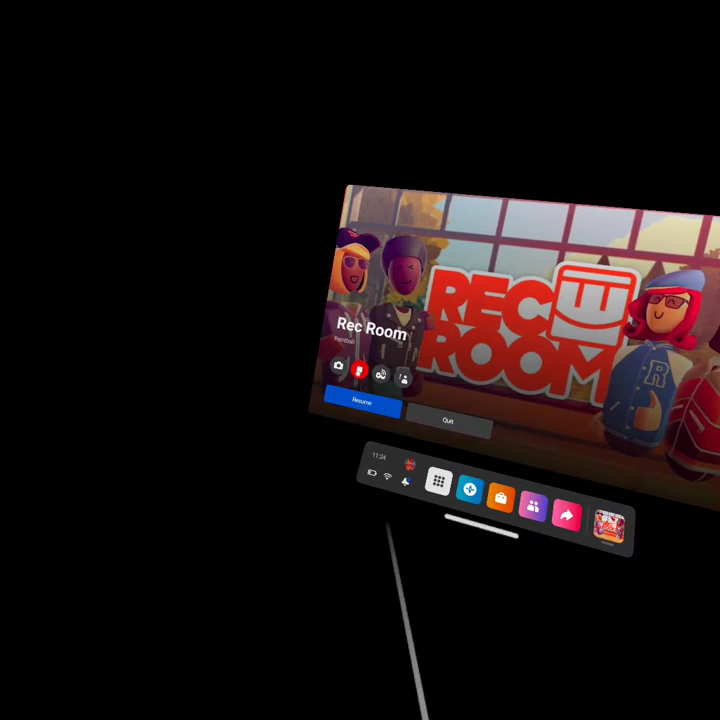 REC
ROOM
Rec Room
Paintball
Resume
Quit
11:24
R